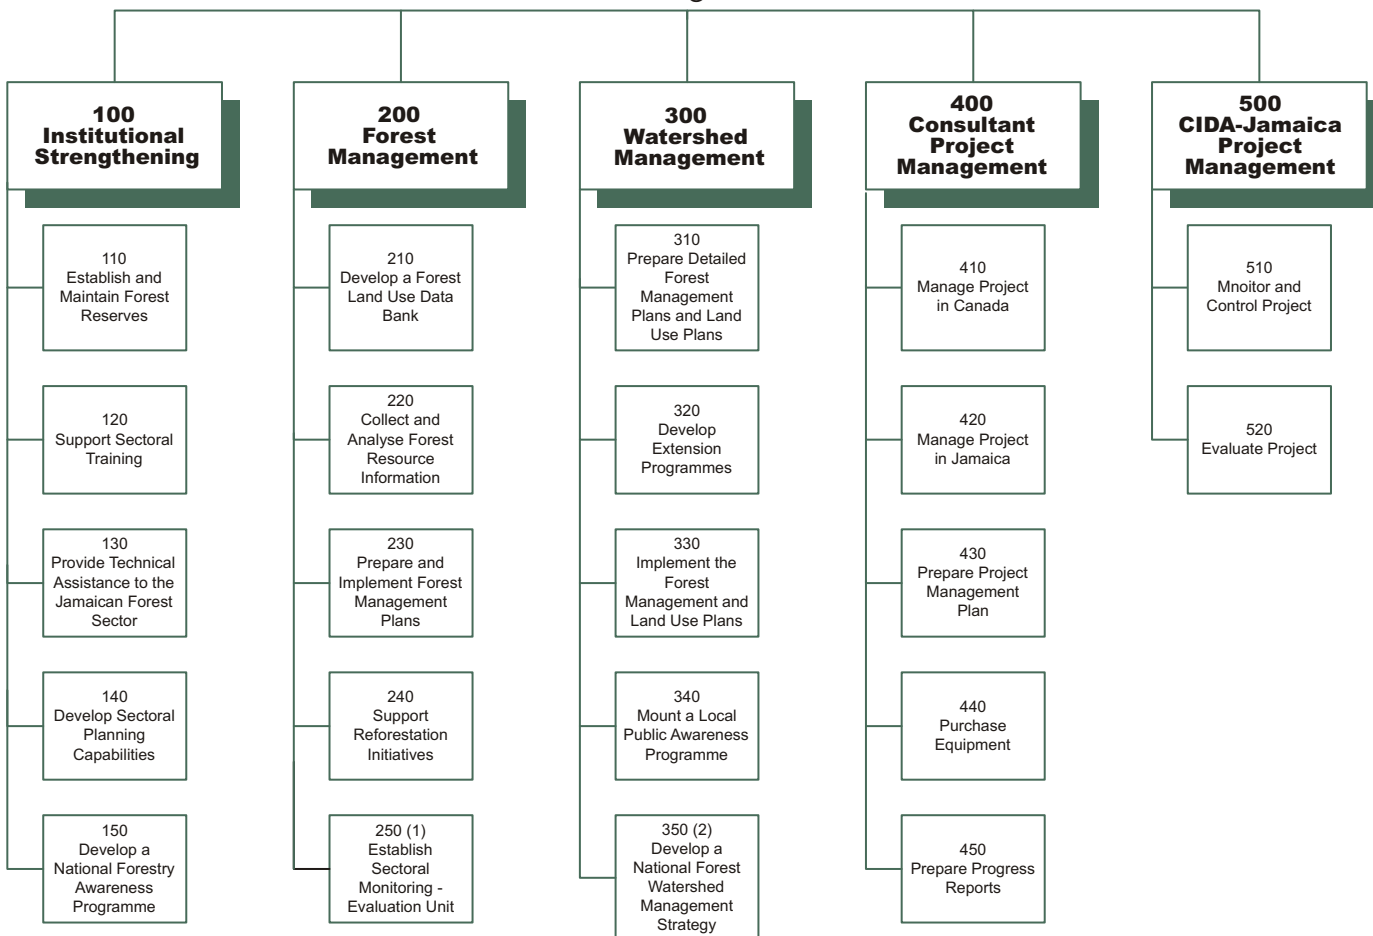 100
Institutional
Strengthening
110
Establish and
Maintain Forest
Reserves
120
Support Sectoral
Training
130
Provide Technical
Assistance to the
Jamaican Forest
Sector
140
Develop Sectoral
Planning
Capabilities
150
Develop a
National Forestry
Awareness
Programme
200
Forest
Management
210
Develop a Forest
Land Use Data
Bank
220
Collect and
Analyse Forest
Resource
Information
230
Prepare and
Implement Forest
Management
Plans
240
Support
Reforestation
Initiatives
250 (1)
Establish
Sectoral
Monitoring -
Evaluation Unit
300
Watershed
Management
310
Prepare Detailed
Forest
Management
Plans and Land
Use Plans
320
Develop
Extension
Programmes
330
Implement the
Forest
Management and
Land Use Plans
340
Mount a Local
Public Awareness
Programme
350 (2)
Develop a
National Forest
Watershed
Management
Strategy
400
Consultant
Project
Management
410
Manage Project
in Canada
420
Manage Project
in Jamaica
430
Prepare Project
Management
Plan
440
Purchase
Equipment
450
Prepare Progress
Reports
500
CIDA-Jamaica
Project
Management
510
Mnoitor and
Control Project
520
Evaluate Project